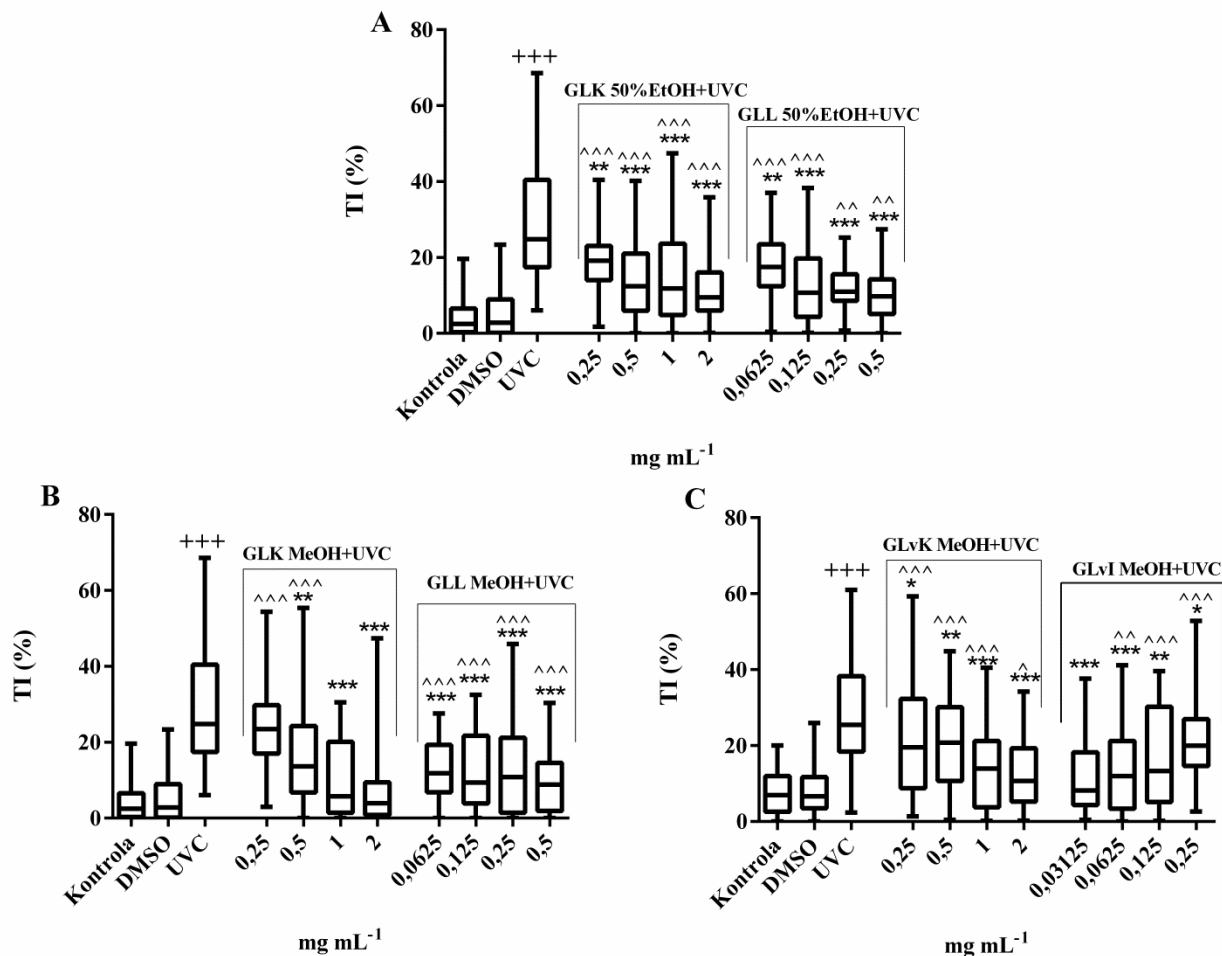 A
80
60
40
20
0
TI (%)
+++
GLK 50%EtOH+UVC
^^^ ^^^ ^^^ ^^^
** *** *** ***
GLL 50%EtOH+UVC
^^^ ^^^ ^^ ^^
** *** *** ***
Kontrola DMSO UVC 0,25 0,5 1 2 0,0625 0,125 0,25 0,5
mg mL⁻¹
B
80
60
40
20
0
TI (%)
+++
GLK MeOH+UVC
^^^ ^^^
** *** ***
GLL MeOH+UVC
^^^ ^^^ ^^^ ^^^
*** *** *** ***
Kontrola DMSO UVC 0,25 0,5 1 2 0,0625 0,125 0,25 0,5
mg mL⁻¹
C
80
60
40
20
0
TI (%)
+++
GLvK MeOH+UVC
^^^ ^^^ ^^^ ^
* ** *** ***
GLvI MeOH+UVC
^^ ^^^ ^^^
*** *** ** *
Kontrola DMSO UVC 0,25 0,5 1 2 0,03125 0,0625 0,125 0,25
mg mL⁻¹